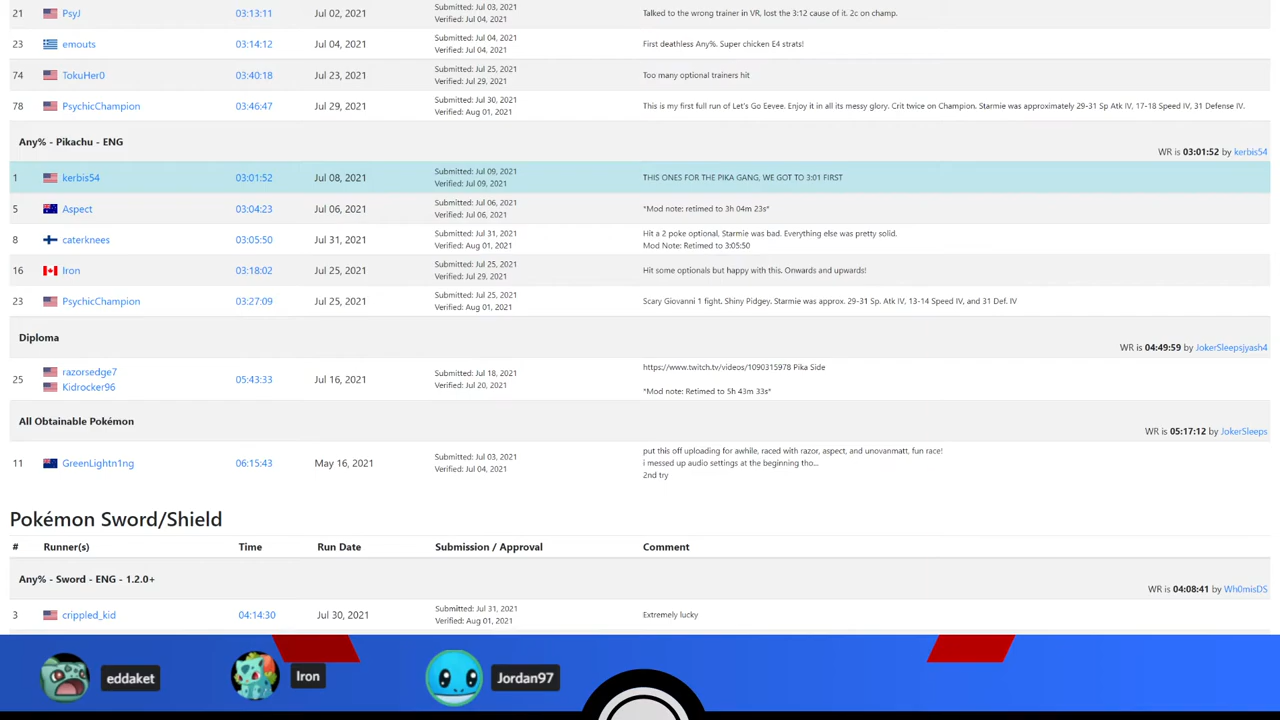 21 PsyJ 03:13:11 Jul 02, 2021 Submitted: Jul 03, 2021 Talked to the wrong trainer in VR, lost the 3:12 cause of it. 2c on champ.
Verified: Jul 04, 2021
23 emouts 03:14:12 Jul 04, 2021 Submitted: Jul 04, 2021 First deathless Any%. Super chicken E4 strats!
Verified: Jul 04, 2021
74 TokuHer0 03:40:18 Jul 23, 2021 Submitted: Jul 25, 2021 Too many optional trainers hit
Verified: Jul 29, 2021
78 PsychicChampion 03:46:47 Jul 29, 2021 Submitted: Jul 30, 2021 This is my first full run of Let's Go Eevee. Enjoy it in all its messy glory. Crit twice on Champion. Starmie was approximately 29-31 Sp Atk IV, 17-18 Speed IV, 31 Defense IV.
Verified: Aug 01, 2021
Any% - Pikachu - ENG
WR is 03:01:52 by kerbis54
1 kerbis54 03:01:52 Jul 08, 2021 Submitted: Jul 09, 2021 THIS ONES FOR THE PIKA GANG, WE GOT TO 3:01 FIRST
Verified: Jul 09, 2021
5 Aspect 03:04:23 Jul 06, 2021 Submitted: Jul 06, 2021 *Mod note: retimed to 3h 04m 23s*
Verified: Jul 06, 2021
8 caterknees 03:05:50 Jul 31, 2021 Submitted: Jul 31, 2021 Hit a 2 poke optional, Starmie was bad. Everything else was pretty solid.
Verified: Aug 01, 2021 Mod Note: Retimed to 3:05:50
16 Iron 03:18:02 Jul 25, 2021 Submitted: Jul 25, 2021 Hit some optionals but happy with this. Onwards and upwards!
Verified: Jul 29, 2021
23 PsychicChampion 03:27:09 Jul 25, 2021 Submitted: Jul 25, 2021 Scary Giovanni 1 fight. Shiny Pidgey. Starmie was approx. 29-31 Sp. Atk IV, 13-14 Speed IV, and 31 Def. IV
Verified: Aug 01, 2021
Diploma
WR is 04:49:59 by JokerSleepsjyash4
25 razorsedge7 05:43:33 Jul 16, 2021 Submitted: Jul 18, 2021 https://www.twitch.tv/videos/1090315978 Pika Side
Kidrocker96 Verified: Jul 20, 2021 *Mod note: Retimed to 5h 43m 33s*
All Obtainable Pokémon
WR is 05:17:12 by JokerSleeps
11 GreenLightn1ng 06:15:43 May 16, 2021 Submitted: Jul 03, 2021 put this off uploading for awhile, raced with razor, aspect, and unovanmatt, fun race!
Verified: Jul 04, 2021 i messed up audio settings at the beginning tho...
2nd try
Pokémon Sword/Shield
# Runner(s) Time Run Date Submission / Approval Comment
Any% - Sword - ENG - 1.2.0+
WR is 04:08:41 by Wh0misDS
3 crippled_kid 04:14:30 Jul 30, 2021 Submitted: Jul 31, 2021 Extremely lucky
Verified: Aug 01, 2021
eddaket Iron Jordan97